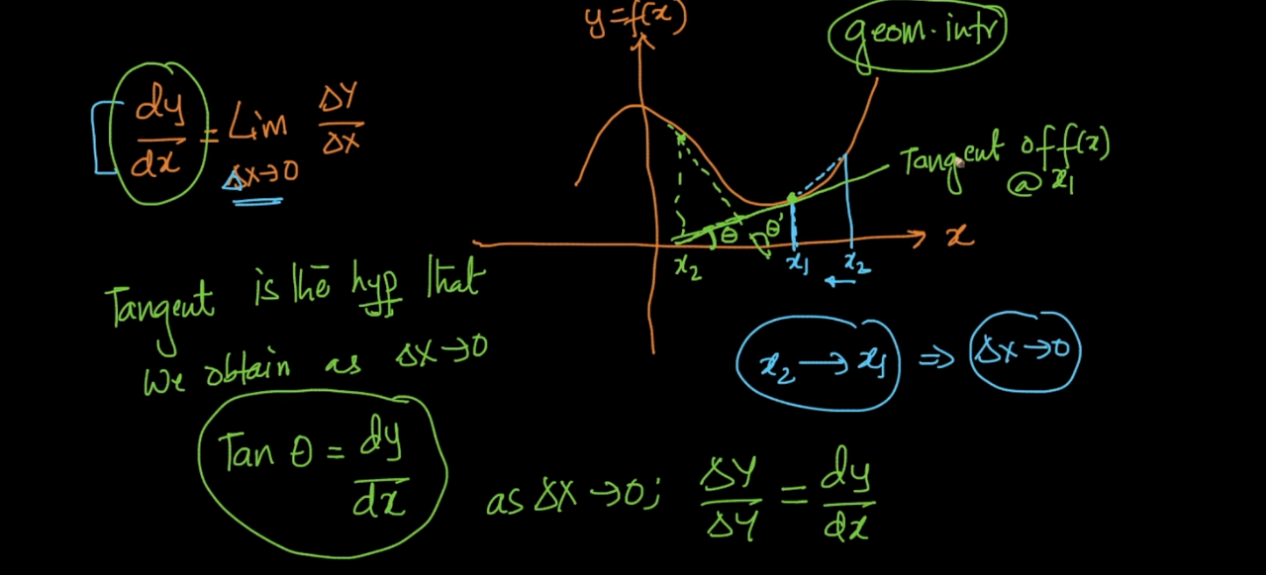 y=f(x)
geom. intr
dy/dx = Lim Δx→0 ΔY/ΔX
Tangent of f(x)
@ x₁
θ θ'
x
x₂ x₁ x₂
Tangent is the hyp that
we obtain as ΔX→0
x₂ → x₁ ⇒ Δx→0
Tan θ = dy/dx
as ΔX→0; ΔY/ΔY = dy/dx